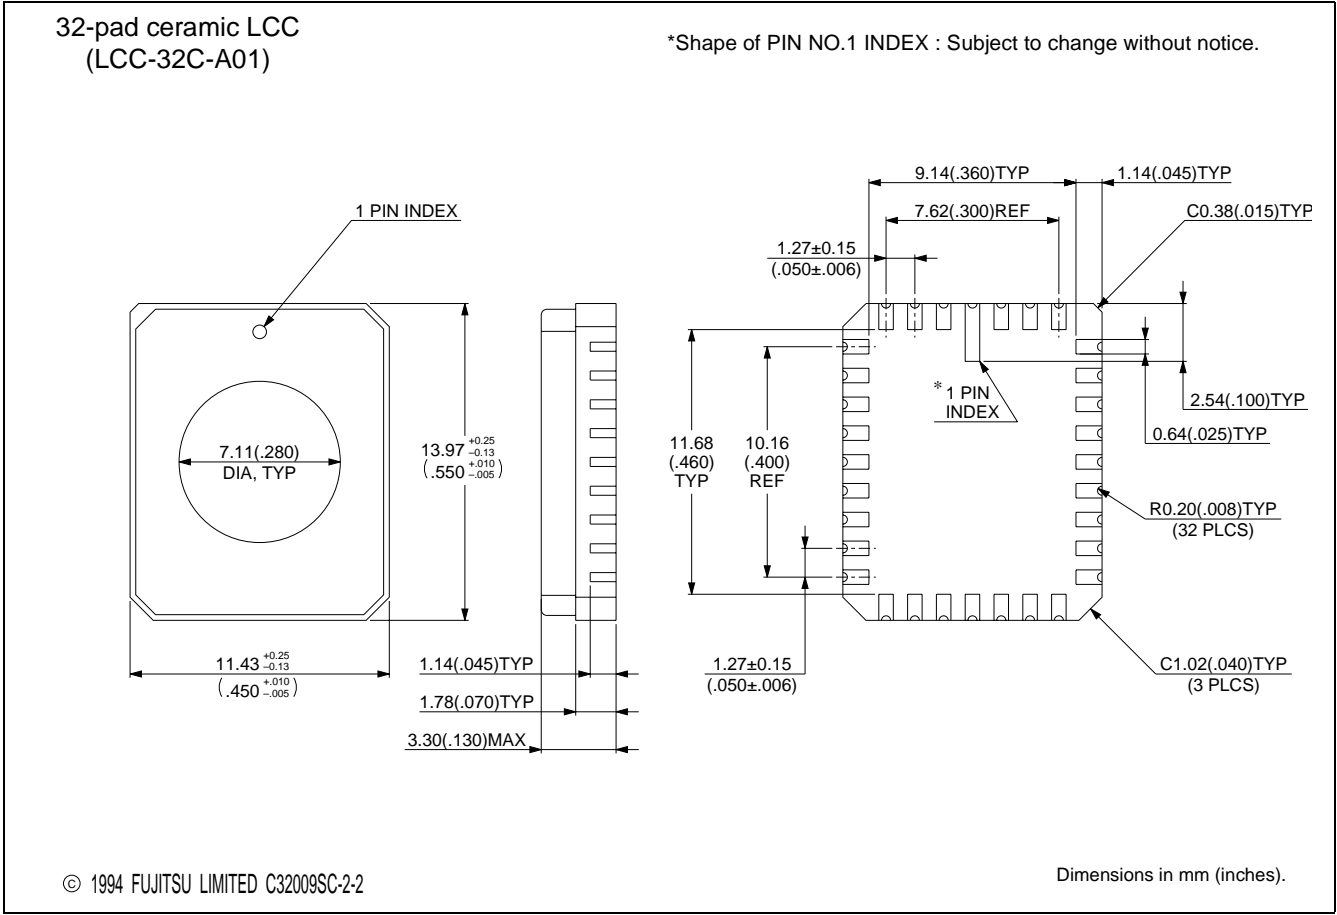 32-pad ceramic LCC
(LCC-32C-A01)
*Shape of PIN NO.1 INDEX : Subject to change without notice.
1 PIN INDEX
7.11(.280)
DIA, TYP
13.97 +0.25 –0.13
(.550 +.010 –.005)
11.43 +0.25 –0.13
(.450 +.010 –.005)
1.14(.045)TYP
1.78(.070)TYP
3.30(.130)MAX
9.14(.360)TYP
1.14(.045)TYP
7.62(.300)REF
C0.38(.015)TYP
1.27±0.15
(.050±.006)
* 1 PIN
INDEX
2.54(.100)TYP
0.64(.025)TYP
11.68
(.460)
TYP
10.16
(.400)
REF
R0.20(.008)TYP
(32 PLCS)
1.27±0.15
(.050±.006)
C1.02(.040)TYP
(3 PLCS)
© 1994 FUJITSU LIMITED C32009SC-2-2
Dimensions in mm (inches).